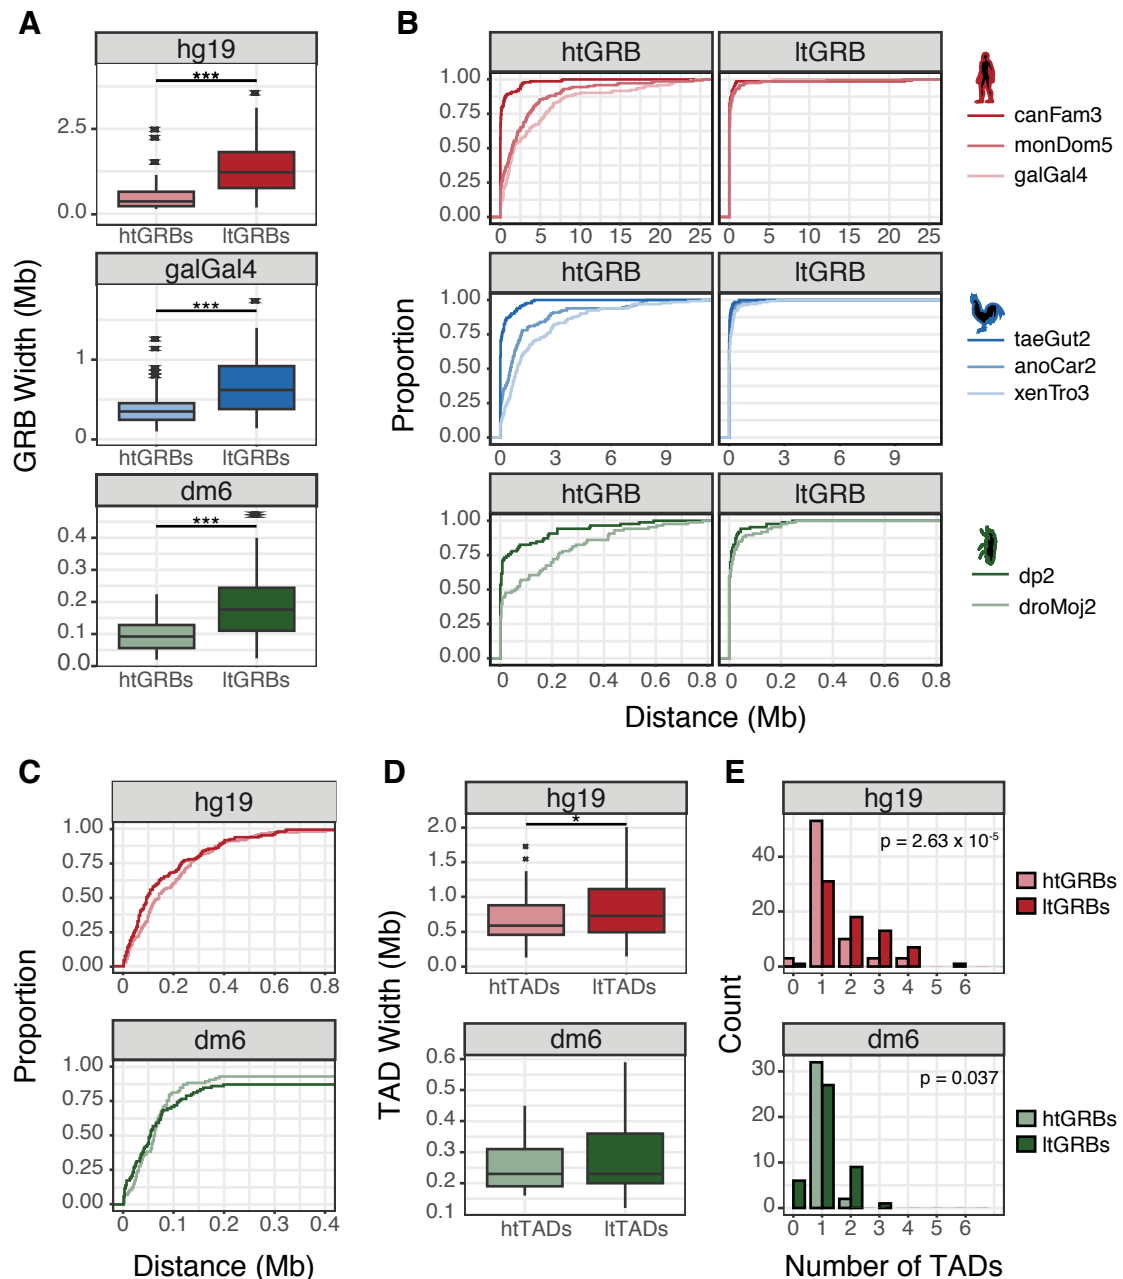 A
hg19
***
2.5
0.0
htGRBs ltGRBs
galGal4
***
1
0
htGRBs ltGRBs
dm6
***
0.4
0.3
0.2
0.1
0.0
htGRBs ltGRBs
GRB Width (Mb)
B
htGRB ltGRB
1.00
0.75
0.50
0.25
0.00
0 5 10 15 20 25 0 5 10 15 20 25
canFam3
monDom5
galGal4
htGRB ltGRB
1.00
0.75
0.50
0.25
0.00
0 3 6 9 0 3 6 9
taeGut2
anoCar2
xenTro3
htGRB ltGRB
1.00
0.75
0.50
0.25
0.00
0 0.2 0.4 0.6 0.8 0 0.2 0.4 0.6 0.8
dp2
droMoj2
Proportion
Distance (Mb)
C
hg19
1.00
0.75
0.50
0.25
0.00
0 0.2 0.4 0.6 0.8
dm6
1.00
0.75
0.50
0.25
0.00
0 0.1 0.2 0.3 0.4
Proportion
Distance (Mb)
D
hg19
*
2.0
1.5
1.0
0.5
0.0
htTADs ltTADs
dm6
0.6
0.5
0.4
0.3
0.2
0.1
htTADs ltTADs
TAD Width (Mb)
E
hg19
p = 2.63 x 10-5
40
20
0
0 1 2 3 4 5 6
htGRBs
ltGRBs
dm6
p = 0.037
30
20
10
0
0 1 2 3 4 5 6
htGRBs
ltGRBs
Count
Number of TADs